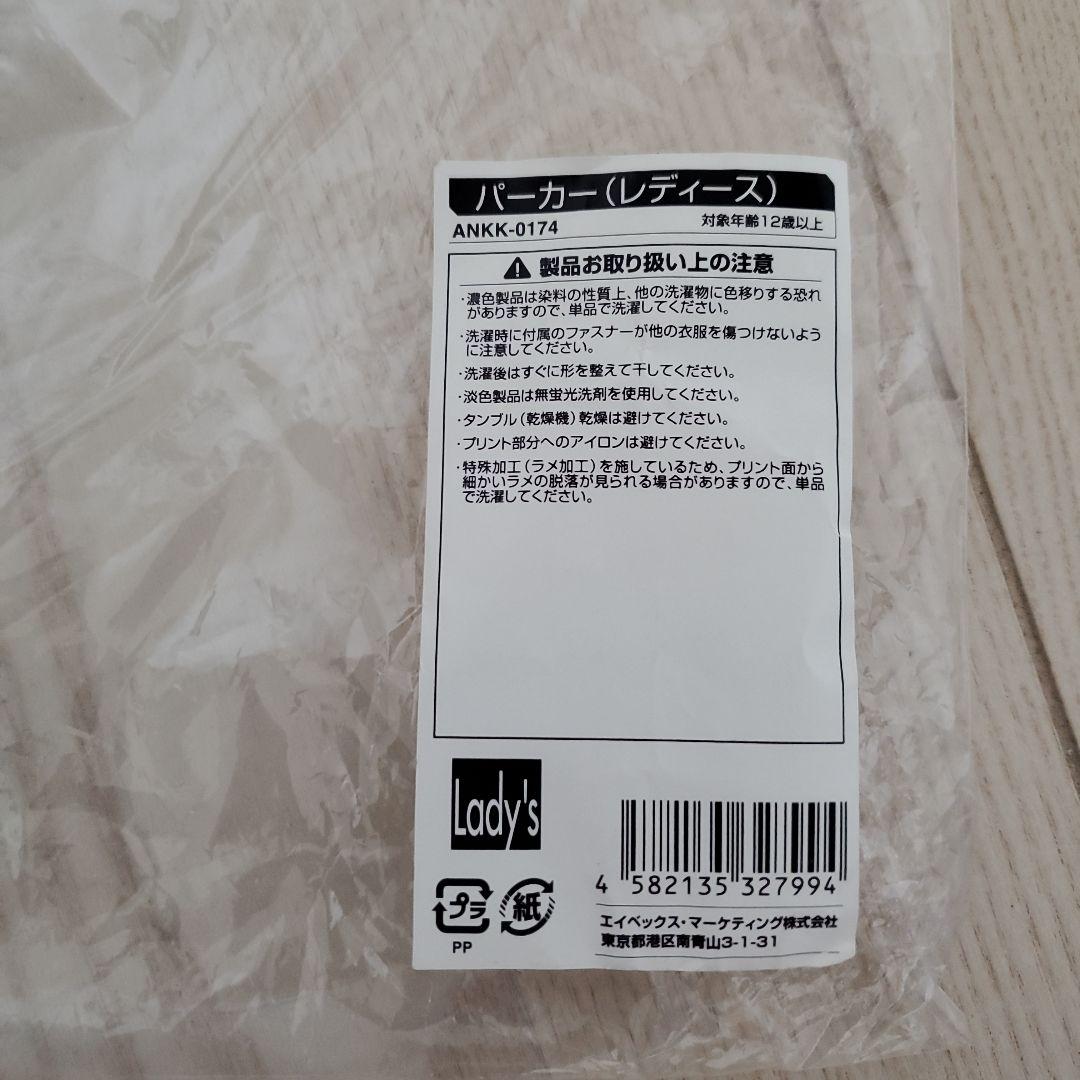 パーカー(レディース)
ANKK-0174
対象年齢12歳以上
製品お取り扱い上の注意
・濃色製品は染料の性質上、他の洗濯物に色移りする恐れ
がありますので、単品で洗濯してください。
・洗濯時に付属のファスナーが他の衣服を傷つけないよう
に注意してください。
・洗濯後はすぐに形を整えて干してください。
・淡色製品は無蛍光洗剤を使用してください。
・タンブル(乾燥機)乾燥は避けてください。
・プリント部分へのアイロンは避けてください。
・特殊加工(ラメ加工)を施しているため、プリント面から
細かいラメの脱落が見られる場合がありますので、単品
で洗濯してください。
Lady's
プラ
PP
紙
4 582135 327994
エイベックス・マーケティング株式会社
東京都港区南青山3-1-31